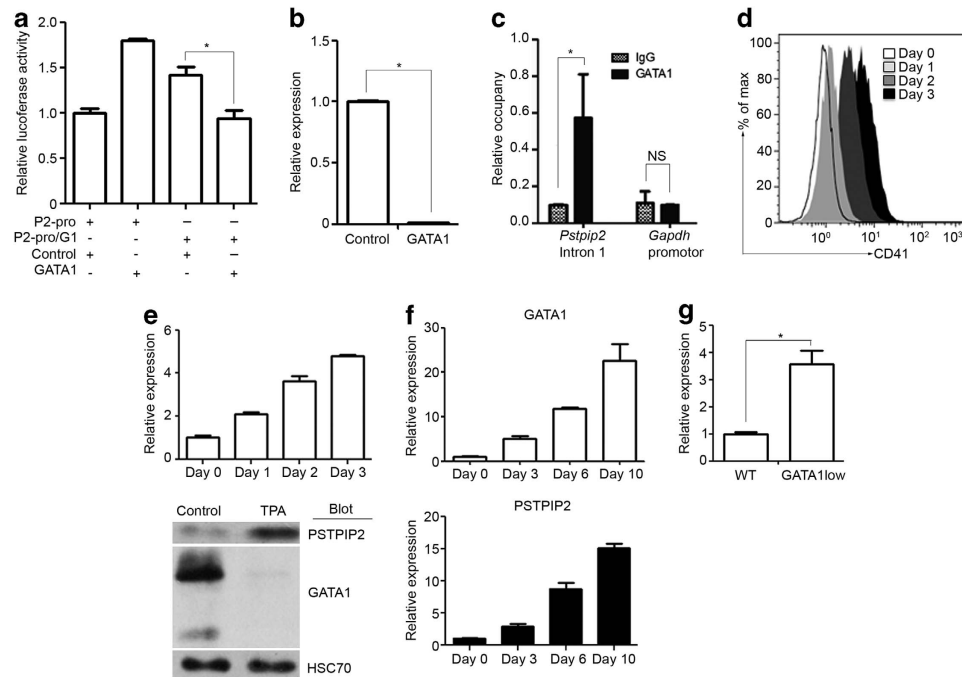 a
Relative lucoferase activity
2.0
1.5
1.0
0.5
0.0
*
P2-pro + + – –
P2-pro/G1 - - + +
Control + - + –
GATA1 - + - +
b
Relative expression
1.5
1.0
0.5
0.0
*
Control GATA1
c
Relative occupany
1.0
0.8
0.6
0.4
0.2
0.0
*
NS
IgG
GATA1
Pstpip2 Gapdh
Intron 1 promotor
d
% of max
100
80
60
40
20
0
Day 0
Day 1
Day 2
Day 3
10⁰ 10¹ 10² 10³
CD41
e
Relative expression
6
4
2
0
Day 0 Day 1 Day 2 Day 3
Control TPA Blot
PSTPIP2
GATA1
HSC70
f
GATA1
Relative expression
30
20
10
0
Day 0 Day 3 Day 6 Day 10
PSTPIP2
Relative expression
20
15
10
5
0
Day 0 Day 3 Day 6 Day 10
g
Relative expression
5
4
3
2
1
0
*
WT GATA1low